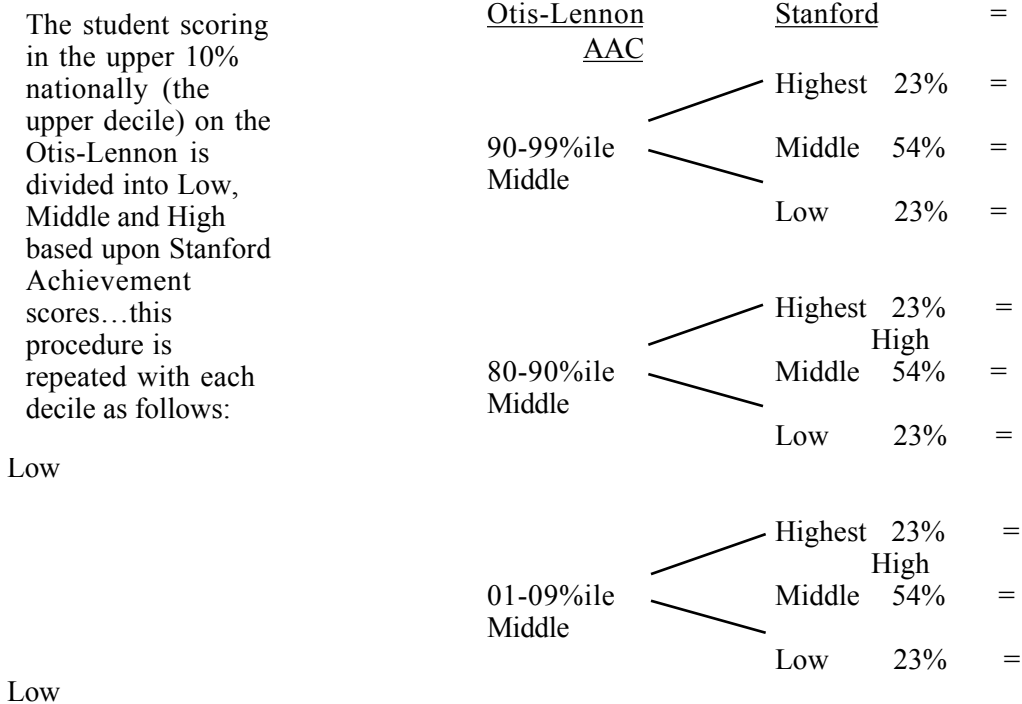 The student scoring
in the upper 10%
nationally (the
upper decile) on the
Otis-Lennon is
divided into Low,
Middle and High
based upon Stanford
Achievement
scores…this
procedure is
repeated with each
decile as follows:
Otis-Lennon Stanford =
AAC
Highest 23% =
90-99%ile Middle 54% =
Middle
Low 23% =
Highest 23% =
High
80-90%ile Middle 54% =
Middle
Low 23% =
Low
Highest 23% =
High
01-09%ile Middle 54% =
Middle
Low 23% =
Low